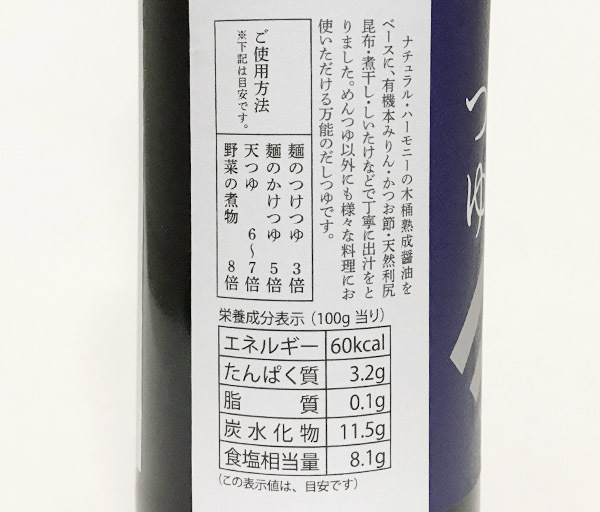 ナチュラル・ハーモニーの木桶熟成醤油を
ベースに、有機本みりん・かつお節・天然利尻
昆布・煮干し・しいたけなどで丁寧に出汁をと
りました。めんつゆ以外にも様々な料理にお
使いただける万能のだしつゆです。
ご使用方法
※下記は目安です。
麺のつけつゆ 3倍
麺のかけつゆ 5倍
天つゆ 6〜7倍
野菜の煮物 8倍
つゆ
栄養成分表示（100g 当り）
エネルギー 60kcal
たんぱく質 3.2g
脂質 0.1g
炭水化物 11.5g
食塩相当量 8.1g
（この表示値は、目安です）